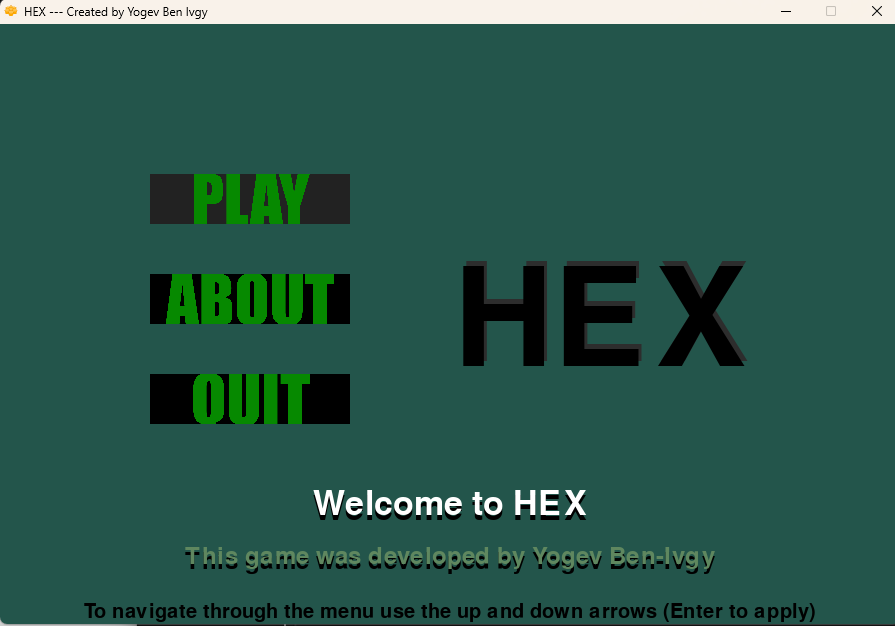 HEX --- Created by Yogev Ben Ivgy
PLAY
ABOUT
QUIT
HEX
Welcome to HEX
This game was developed by Yogev Ben-Ivgy
To navigate through the menu use the up and down arrows (Enter to apply)